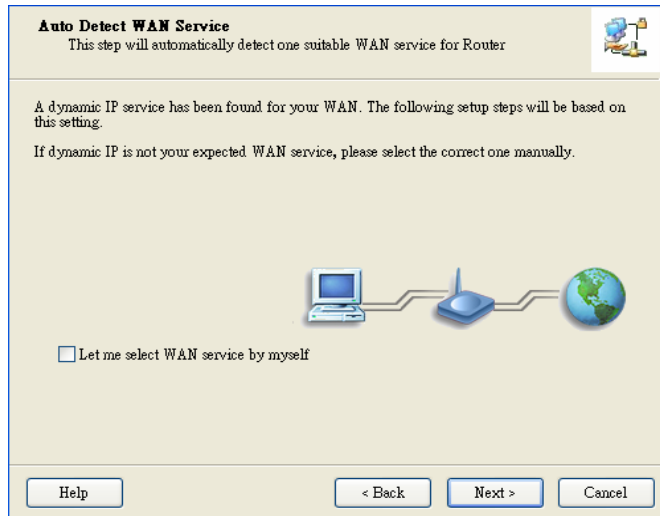 Auto Detect WAN Service
This step will automatically detect one suitable WAN service for Router
A dynamic IP service has been found for your WAN. The following setup steps will be based on
this setting.
If dynamic IP is not your expected WAN service, please select the correct one manually.
Let me select WAN service by myself
Help
< Back
Next >
Cancel